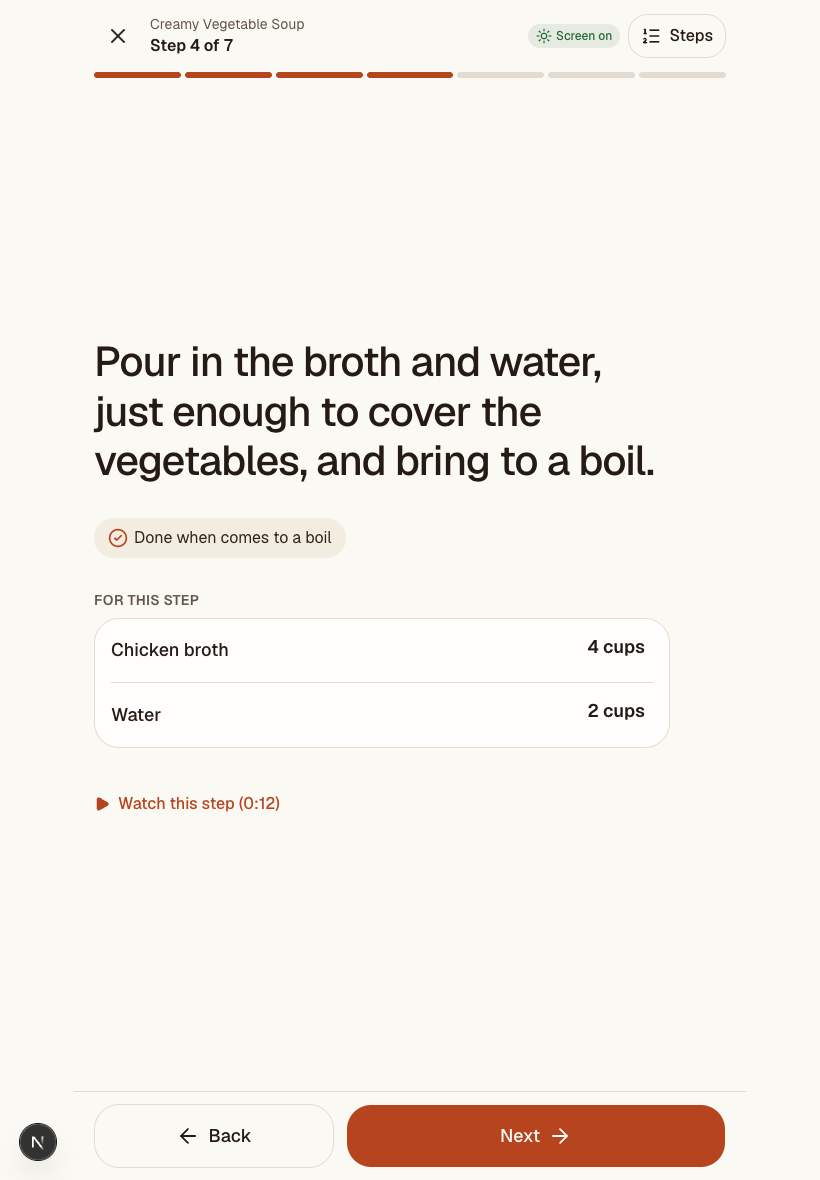 Creamy Vegetable Soup
Step 4 of 7
Screen on
Steps
Pour in the broth and water,
just enough to cover the
vegetables, and bring to a boil.
Done when comes to a boil
FOR THIS STEP
Chicken broth 4 cups
Water 2 cups
Watch this step (0:12)
Back
Next
N